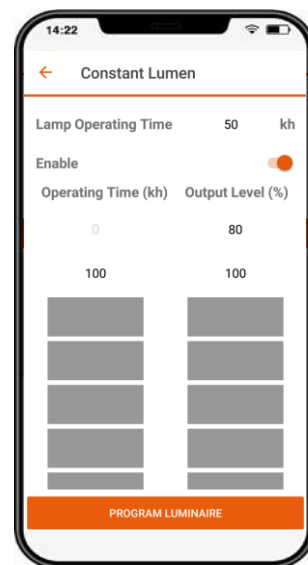 14:22
Constant Lumen
Lamp Operating Time 50 kh
Enable
Operating Time (kh) Output Level (%)
0 80
100 100
PROGRAM LUMINAIRE